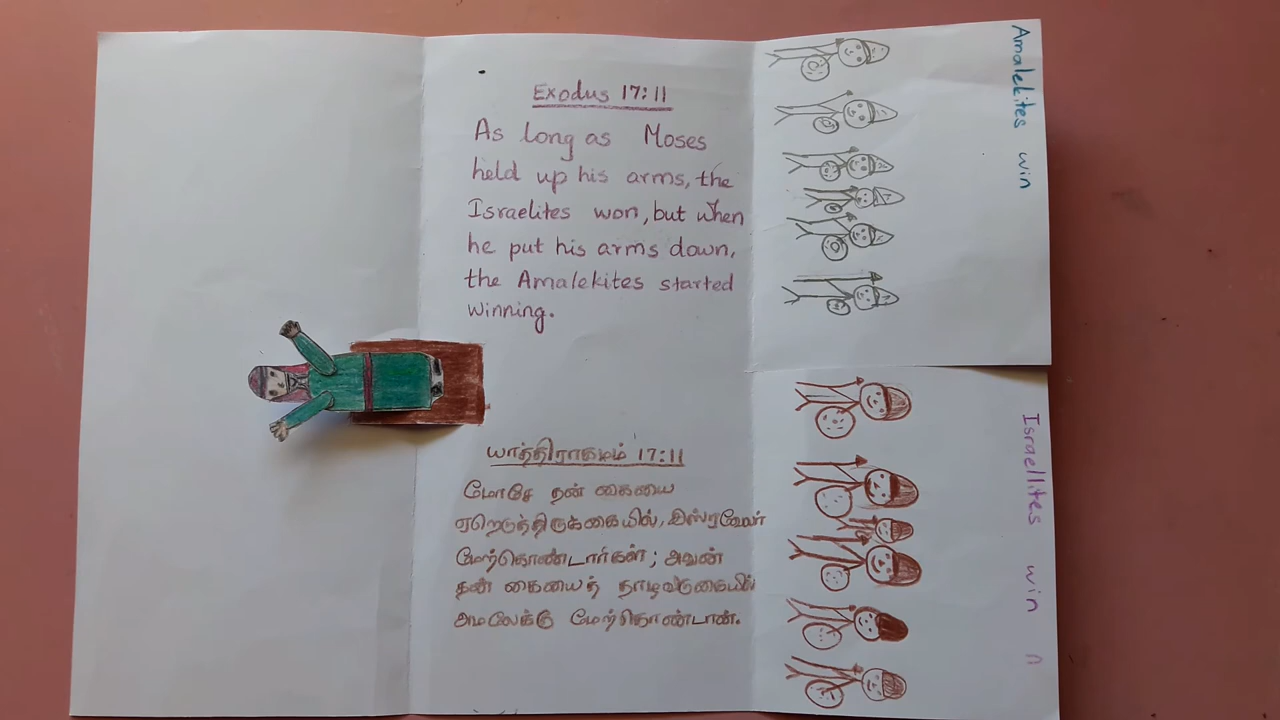 Exodus 17:11
As long as Moses
held up his arms, the
Israelites won, but when
he put his arms down,
the Amalekites started
winning.
யாத்திராகமம் 17:11
மோசே தன் கையை
ஏறெடுத்திருக்கையில், இஸ்ரவேலர்
மேற்கொண்டார்கள்; அவன்
தன் கையைத் தாழவிடுகையில்
அமலேக்கு மேற்கொண்டான்.
Amalekites win
Israellites win n